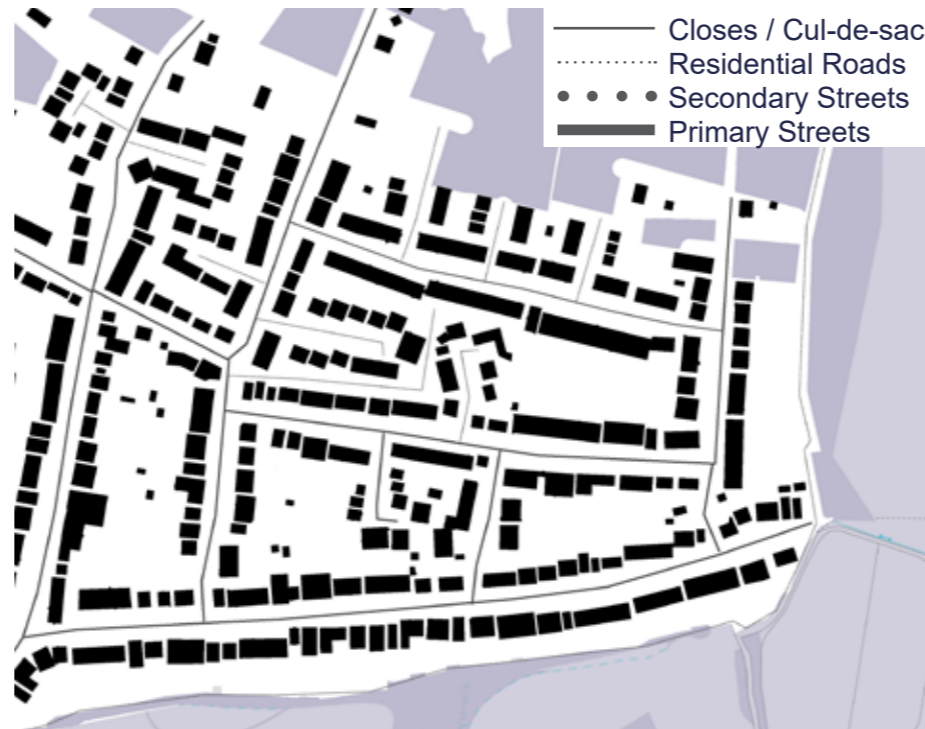 Closes / Cul-de-sac
Residential Roads
Secondary Streets
Primary Streets